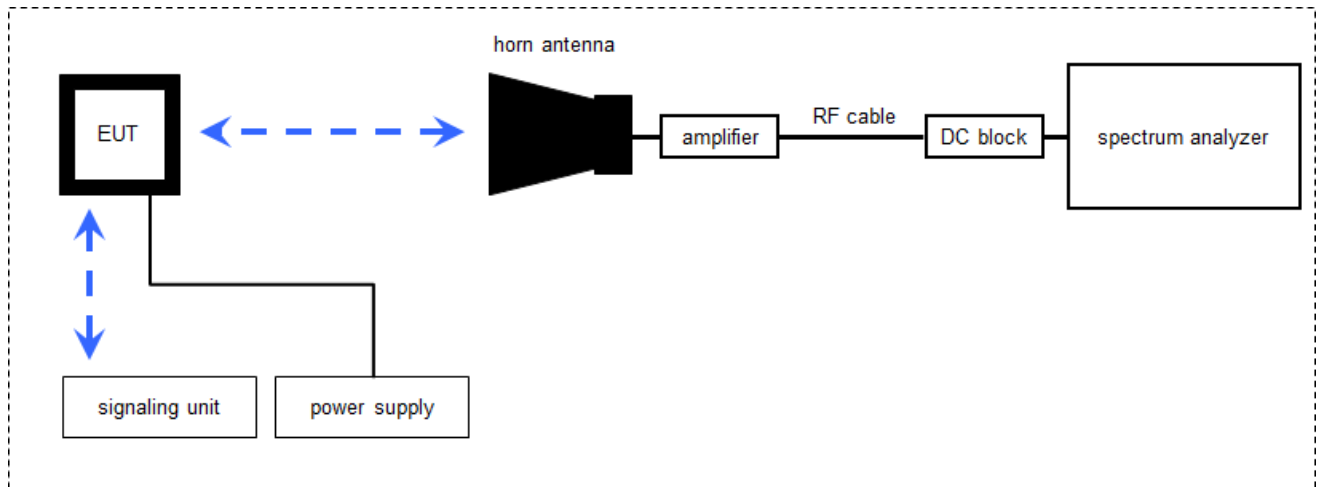 horn antenna
EUT
amplifier
RF cable
DC block
spectrum analyzer
signaling unit
power supply